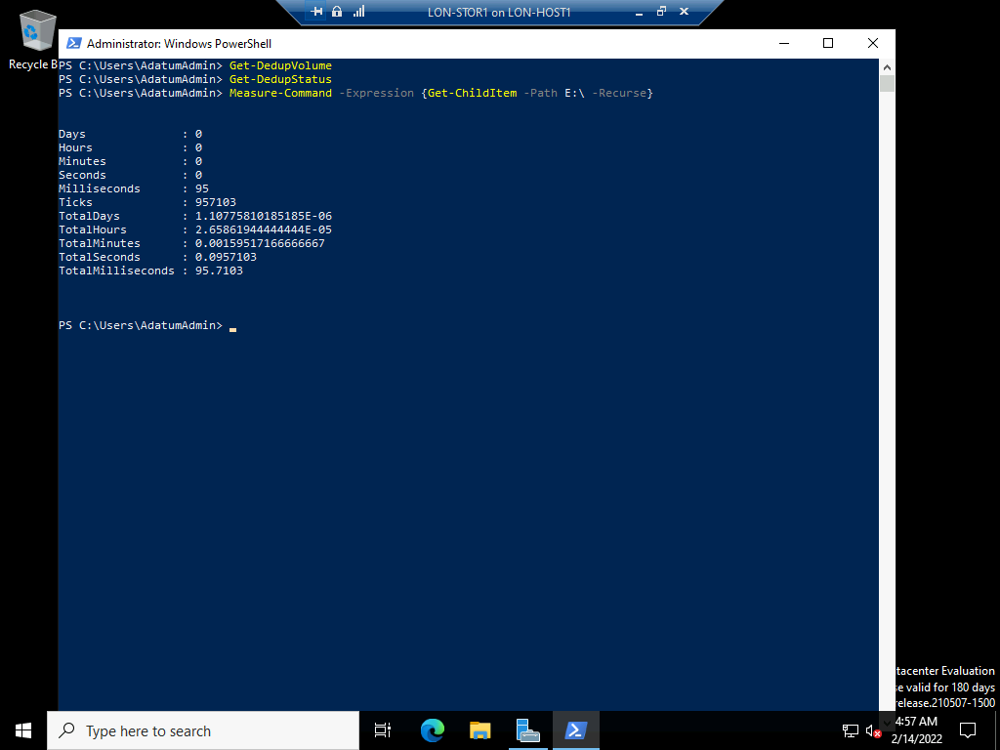 LON-STOR1 on LON-HOST1
Recycle B
Administrator: Windows PowerShell
PS C:\Users\AdatumAdmin> Get-DedupVolume
PS C:\Users\AdatumAdmin> Get-DedupStatus
PS C:\Users\AdatumAdmin> Measure-Command -Expression {Get-ChildItem -Path E:\ -Recurse}
Days : 0
Hours : 0
Minutes : 0
Seconds : 0
Milliseconds : 95
Ticks : 957103
TotalDays : 1.10775810185185E-06
TotalHours : 2.65861944444444E-05
TotalMinutes : 0.00159517166666667
TotalSeconds : 0.0957103
TotalMilliseconds : 95.7103
PS C:\Users\AdatumAdmin>
tacenter Evaluation
se valid for 180 days
release.210507-1500
Type here to search
4:57 AM
2/14/2022